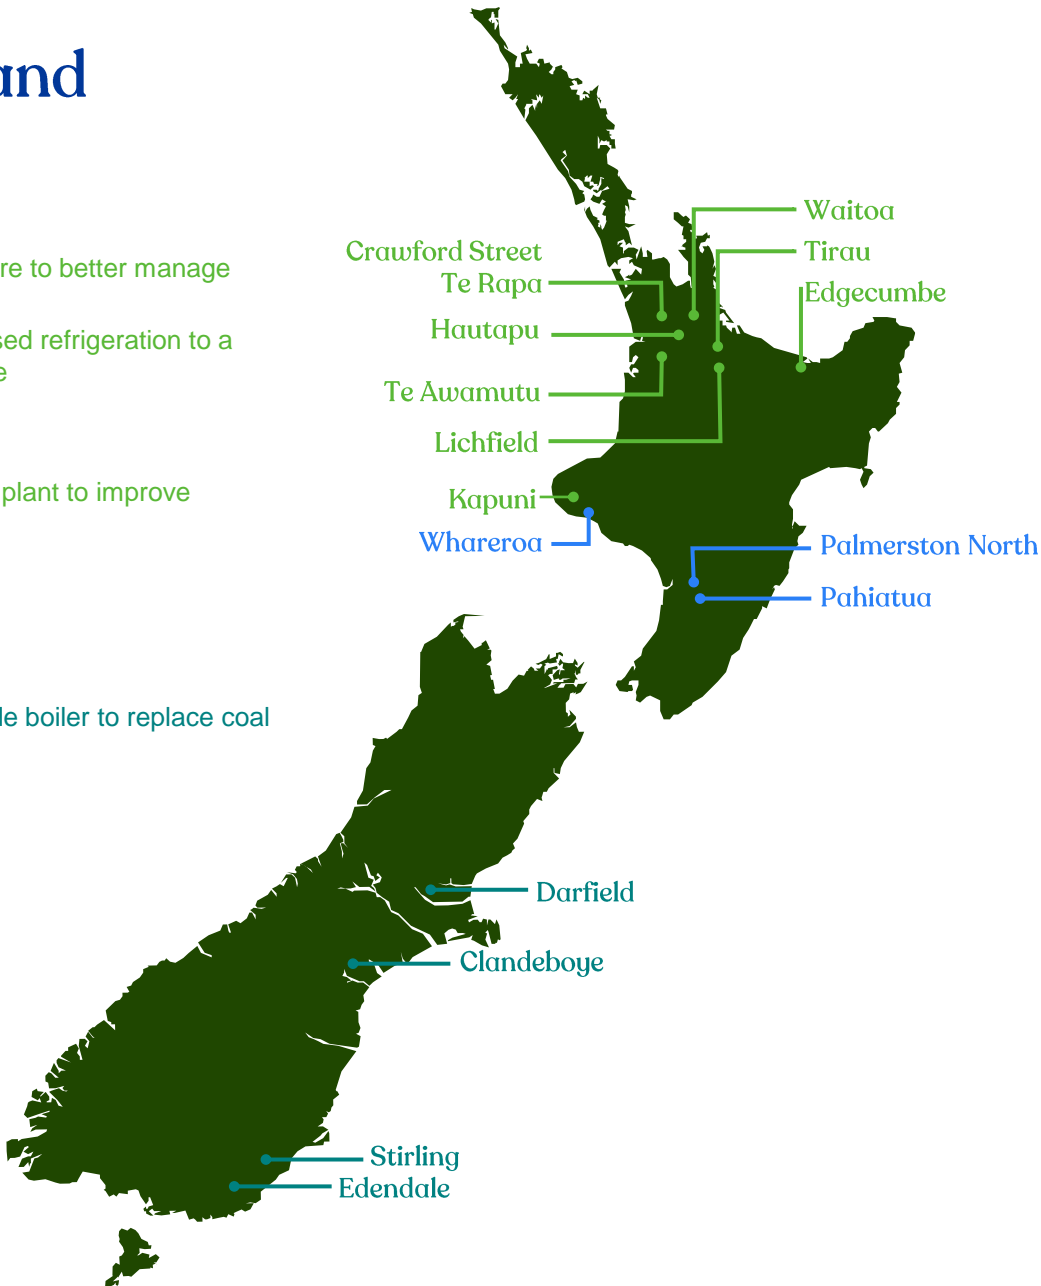 and
re to better manage
sed refrigeration to a
e
plant to improve
le boiler to replace coal
Waitoa
Tirau
Edgecumbe
Crawford Street
Te Rapa
Hautapu
Te Awamutu
Lichfield
Kapuni
Whareroa
Palmerston North
Pahiatua
Darfield
Clandeboye
Stirling
Edendale